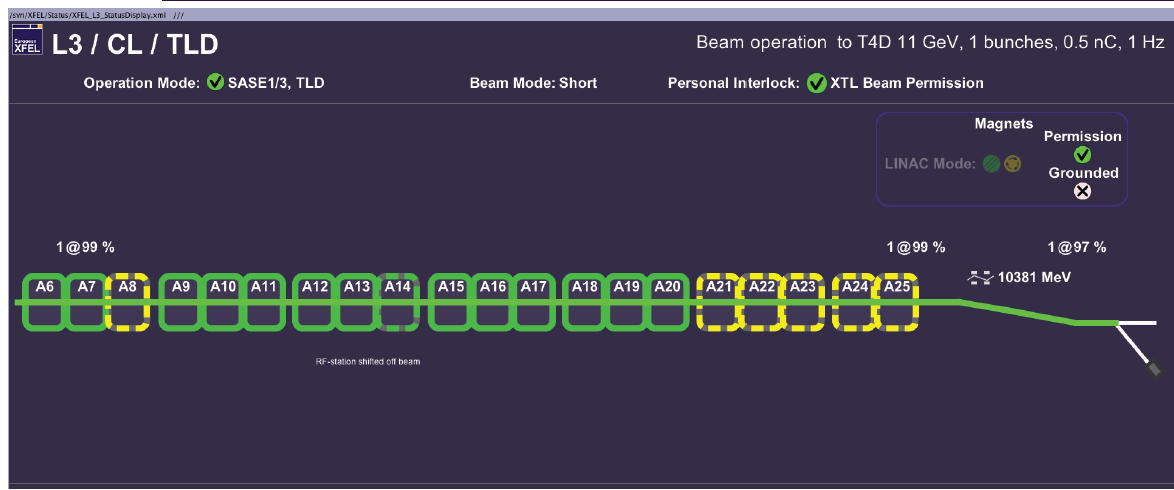 /svn/XFEL/Status/XFEL_L3_StatusDisplay.xml ///
European
XFEL
L3 / CL / TLD
Beam operation to T4D 11 GeV, 1 bunches, 0.5 nC, 1 Hz
Operation Mode: SASE1/3, TLD
Beam Mode: Short
Personal Interlock: XTL Beam Permission
Magnets
Permission
LINAC Mode:
Grounded
1@99 %
1@99 %
1@97 %
A6 A7 A8 A9 A10 A11 A12 A13 A14 A15 A16 A17 A18 A19 A20 A21 A22 A23 A24 A25
10381 MeV
RF-station shifted off beam